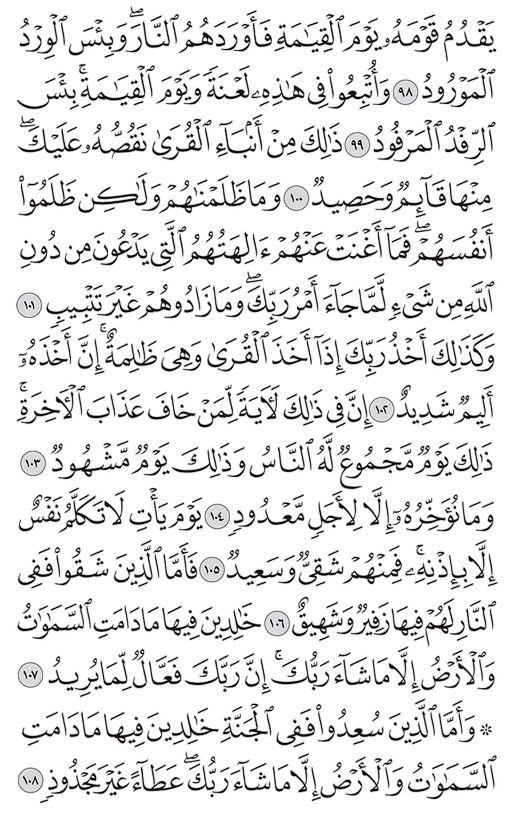 يَقۡدُمُ قَوۡمَهُۥ يَوۡمَ ٱلۡقِيَٰمَةِ فَأَوۡرَدَهُمُ ٱلنَّارَۖ وَبِئۡسَ ٱلۡوِرۡدُ
ٱلۡمَوۡرُودُ ٩٨ وَأُتۡبِعُواْ فِي هَٰذِهِۦ لَعۡنَةٗ وَيَوۡمَ ٱلۡقِيَٰمَةِۚ بِئۡسَ
ٱلرِّفۡدُ ٱلۡمَرۡفُودُ ٩٩ ذَٰلِكَ مِنۡ أَنۢبَآءِ ٱلۡقُرَىٰ نَقُصُّهُۥ عَلَيۡكَۖ
مِنۡهَا قَآئِمٞ وَحَصِيدٞ ١٠٠ وَمَا ظَلَمۡنَٰهُمۡ وَلَٰكِن ظَلَمُوٓاْ
أَنفُسَهُمۡۖ فَمَآ أَغۡنَتۡ عَنۡهُمۡ ءَالِهَتُهُمُ ٱلَّتِي يَدۡعُونَ مِن دُونِ
ٱللَّهِ مِن شَيۡءٖ لَّمَّا جَآءَ أَمۡرُ رَبِّكَۖ وَمَا زَادُوهُمۡ غَيۡرَ تَتۡبِيبٖ ١٠١
وَكَذَٰلِكَ أَخۡذُ رَبِّكَ إِذَآ أَخَذَ ٱلۡقُرَىٰ وَهِيَ ظَٰلِمَةٌۚ إِنَّ أَخۡذَهُۥٓ
أَلِيمٞ شَدِيدٌ ١٠٢ إِنَّ فِي ذَٰلِكَ لَأٓيَةٗ لِّمَنۡ خَافَ عَذَابَ ٱلۡأٓخِرَةِۚ
ذَٰلِكَ يَوۡمٞ مَّجۡمُوعٞ لَّهُ ٱلنَّاسُ وَذَٰلِكَ يَوۡمٞ مَّشۡهُودٞ ١٠٣
وَمَا نُؤَخِّرُهُۥٓ إِلَّا لِأَجَلٖ مَّعۡدُودٖ ١٠٤ يَوۡمَ يَأۡتِ لَا تَكَلَّمُ نَفۡسٌ
إِلَّا بِإِذۡنِهِۦۚ فَمِنۡهُمۡ شَقِيّٞ وَسَعِيدٞ ١٠٥ فَأَمَّا ٱلَّذِينَ شَقُواْ فَفِي
ٱلنَّارِ لَهُمۡ فِيهَا زَفِيرٞ وَشَهِيقٌ ١٠٦ خَٰلِدِينَ فِيهَا مَا دَامَتِ ٱلسَّمَٰوَٰتُ
وَٱلۡأَرۡضُ إِلَّا مَا شَآءَ رَبُّكَۚ إِنَّ رَبَّكَ فَعَّالٞ لِّمَا يُرِيدُ ١٠٧
۞ وَأَمَّا ٱلَّذِينَ سُعِدُواْ فَفِي ٱلۡجَنَّةِ خَٰلِدِينَ فِيهَا مَا دَامَتِ
ٱلسَّمَٰوَٰتُ وَٱلۡأَرۡضُ إِلَّا مَا شَآءَ رَبُّكَۖ عَطَآءً غَيۡرَ مَجۡذُوذٖ ١٠٨